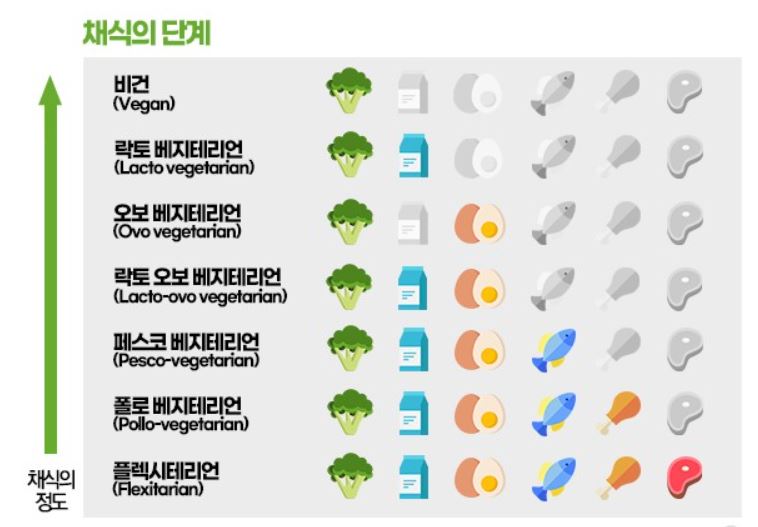 채식의 단계
비건
(Vegan)
락토 베지테리언
(Lacto vegetarian)
오보 베지테리언
(Ovo vegetarian)
락토 오보 베지테리언
(Lacto-ovo vegetarian)
페스코 베지테리언
(Pesco-vegetarian)
폴로 베지테리언
(Pollo-vegetarian)
플렉시테리언
(Flexitarian)
채식의
정도